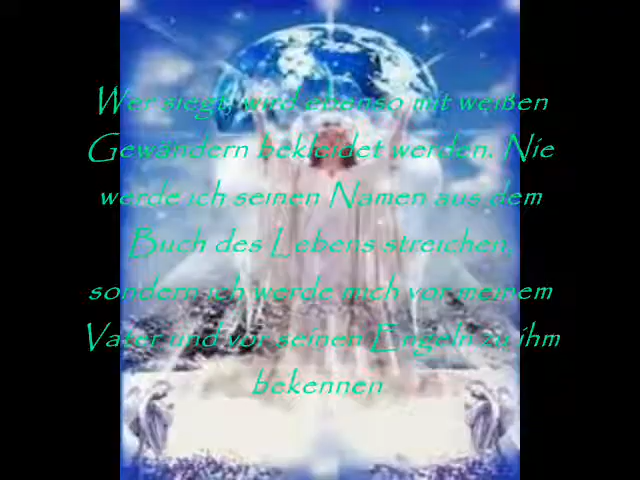 Wer siegt, wird ebenso mit weißen
Gewändern bekleidet werden. Nie
werde ich seinen Namen aus dem
Buch des Lebens streichen,
sondern ich werde mich vor meinem
Vater und vor seinen Engeln zu ihm
bekennen